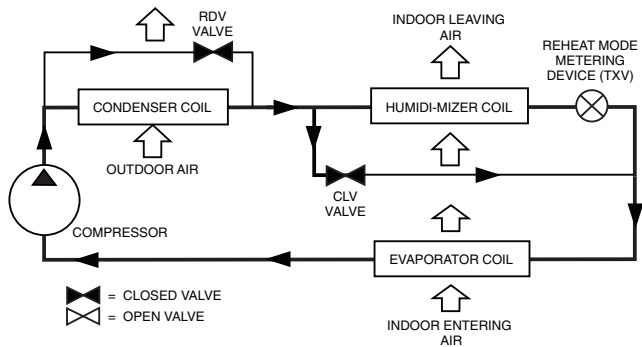 RDV
VALVE
INDOOR LEAVING
AIR
REHEAT MODE
METERING
DEVICE (TXV)
CONDENSER COIL
HUMIDI-MIZER COIL
OUTDOOR AIR
CLV
VALVE
COMPRESSOR
EVAPORATOR COIL
= CLOSED VALVE
= OPEN VALVE
INDOOR ENTERING
AIR